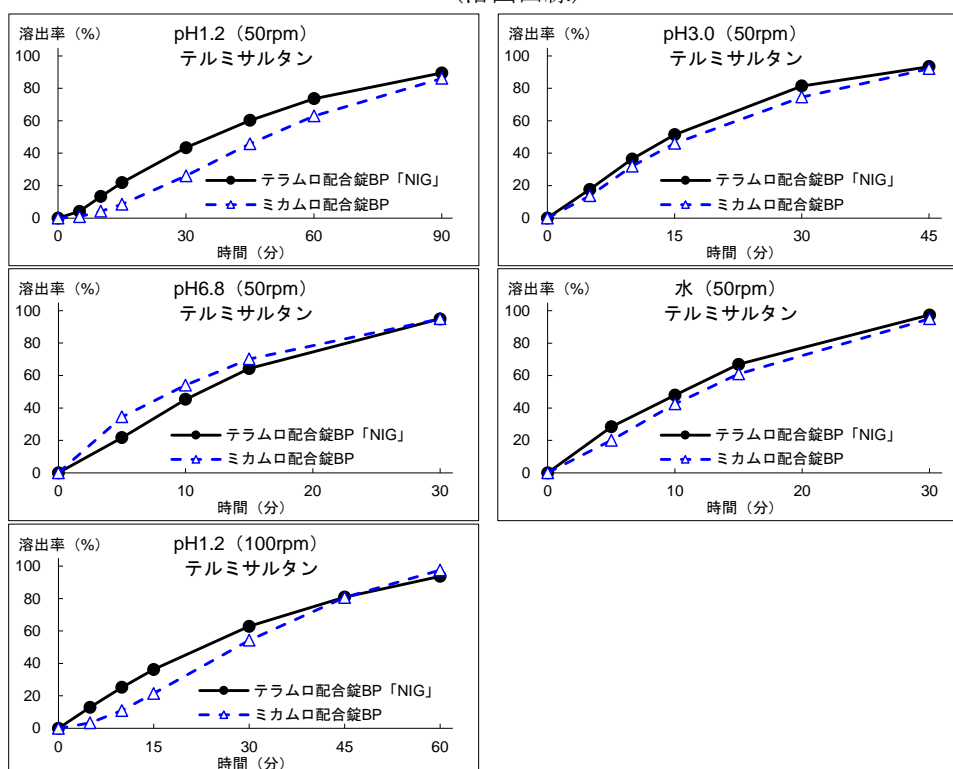 溶出率（%） pH1.2（50rpm）
テルミサルタン
100
80
60
40
20
0
テラムロ配合錠BP「NIG」
ミカムロ配合錠BP
0 30 60 90
時間（分）
溶出率（%） pH3.0（50rpm）
テルミサルタン
100
80
60
40
20
0
テラムロ配合錠BP「NIG」
ミカムロ配合錠BP
0 15 30 45
時間（分）
溶出率（%） pH6.8（50rpm）
テルミサルタン
100
80
60
40
20
0
テラムロ配合錠BP「NIG」
ミカムロ配合錠BP
0 10 20 30
時間（分）
溶出率（%） 水（50rpm）
テルミサルタン
100
80
60
40
20
0
テラムロ配合錠BP「NIG」
ミカムロ配合錠BP
0 10 20 30
時間（分）
溶出率（%） pH1.2（100rpm）
テルミサルタン
100
80
60
40
20
0
テラムロ配合錠BP「NIG」
ミカムロ配合錠BP
0 15 30 45 60
時間（分）